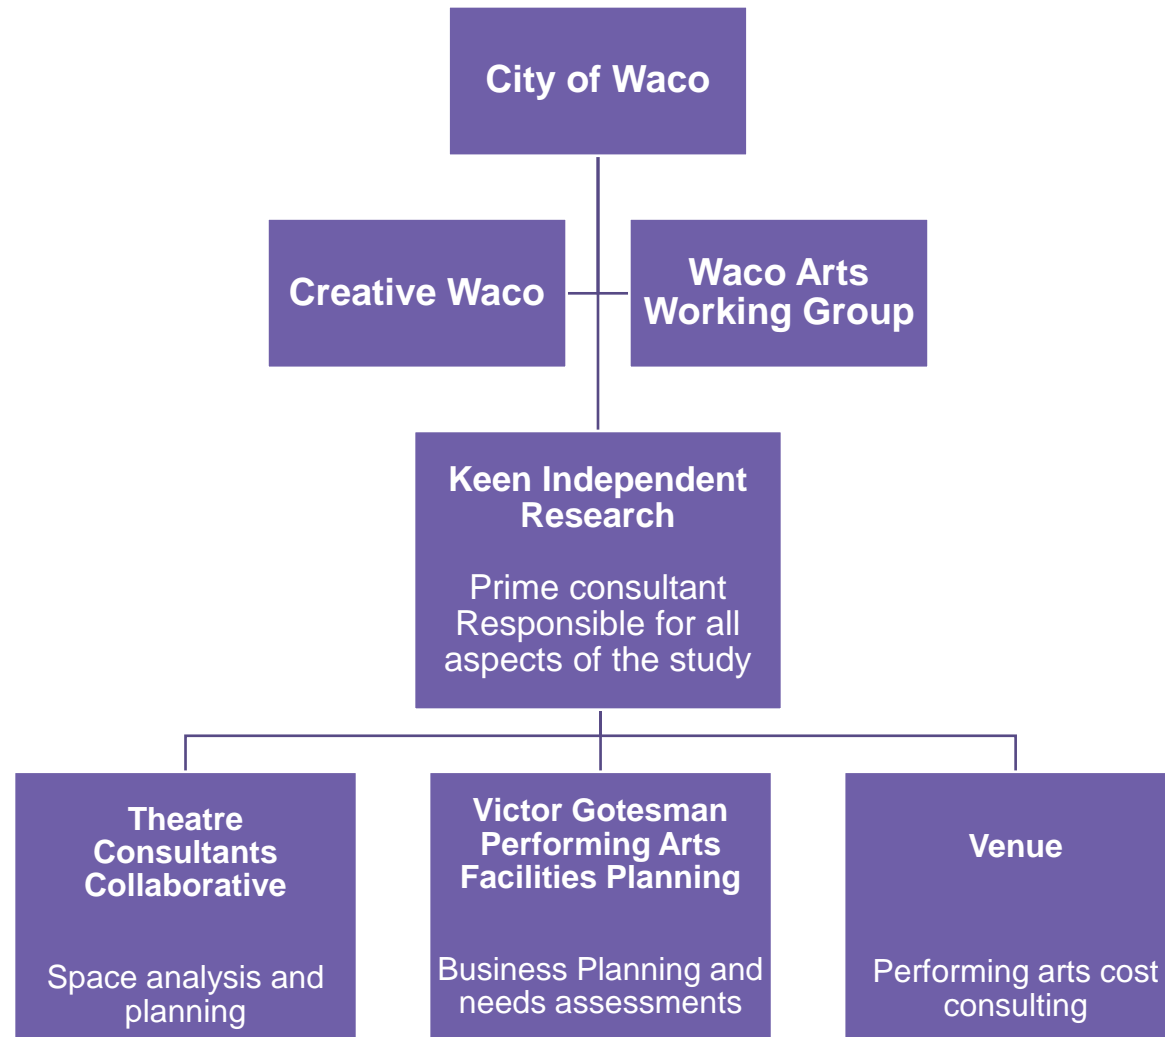 City of Waco
Creative Waco
Waco Arts
Working Group
Keen Independent
Research
Prime consultant
Responsible for all
aspects of the study
Theatre
Consultants
Collaborative
Space analysis and
planning
Victor Gotesman
Performing Arts
Facilities Planning
Business Planning and
needs assessments
Venue
Performing arts cost
consulting